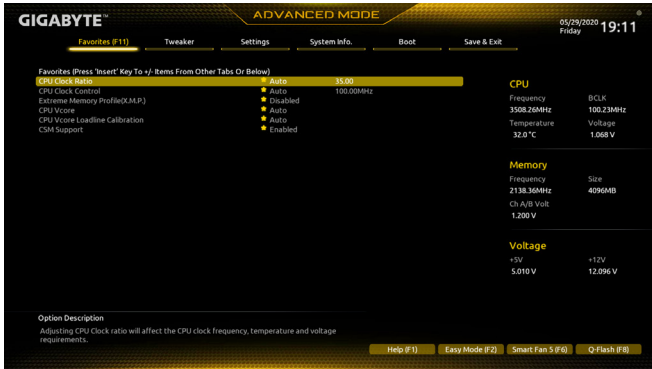 GIGABYTE™
ADVANCED MODE
05/29/2020
Friday
19:11
Favorites (F11) Tweaker Settings System Info. Boot Save & Exit
Favorites (Press 'Insert' Key To +/- Items From Other Tabs Or Below)
CPU Clock Ratio Auto 35.00
CPU Clock Control Auto 100.00MHz
Extreme Memory Profile(X.M.P.) Disabled
CPU Vcore Auto
CPU Vcore Loadline Calibration Auto
CSM Support Enabled
CPU
Frequency BCLK
3508.26MHz 100.23MHz
Temperature Voltage
32.0 °C 1.068 V
Memory
Frequency Size
2138.36MHz 4096MB
Ch A/B Volt
1.200 V
Voltage
+5V +12V
5.010 V 12.096 V
Option Description
Adjusting CPU Clock ratio will affect the CPU clock frequency, temperature and voltage
requirements.
Help (F1) Easy Mode (F2) Smart Fan 5 (F6) Q-Flash (F8)